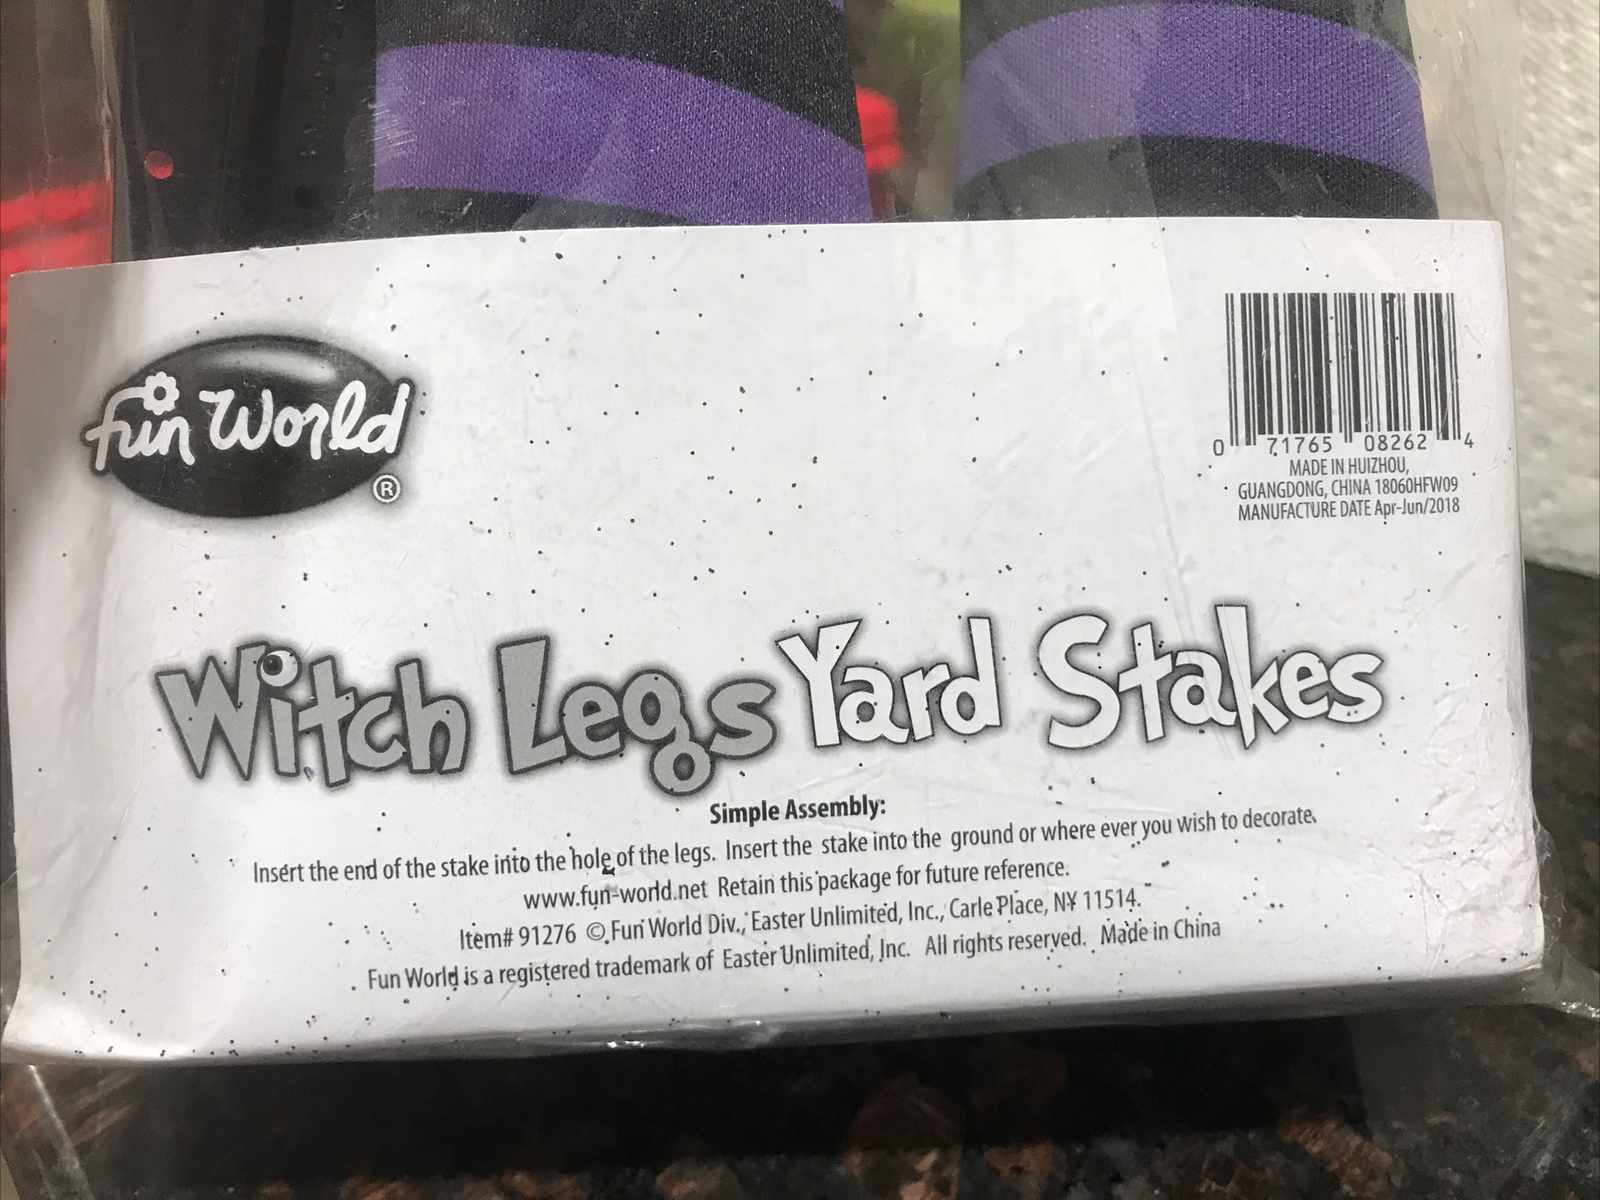 fun World
®
0 71765 08262 4
MADE IN HUIZHOU,
GUANGDONG, CHINA 18060HFW09
MANUFACTURE DATE Apr-Jun/2018
Witch Legs Yard Stakes
Simple Assembly:
Insert the end of the stake into the hole of the legs. Insert the stake into the ground or where ever you wish to decorate.
www.fun-world.net Retain this package for future reference.
Item# 91276 © Fun World Div., Easter Unlimited, Inc., Carle Place, NY 11514.
Fun World is a registered trademark of Easter Unlimited, Inc. All rights reserved. Made in China